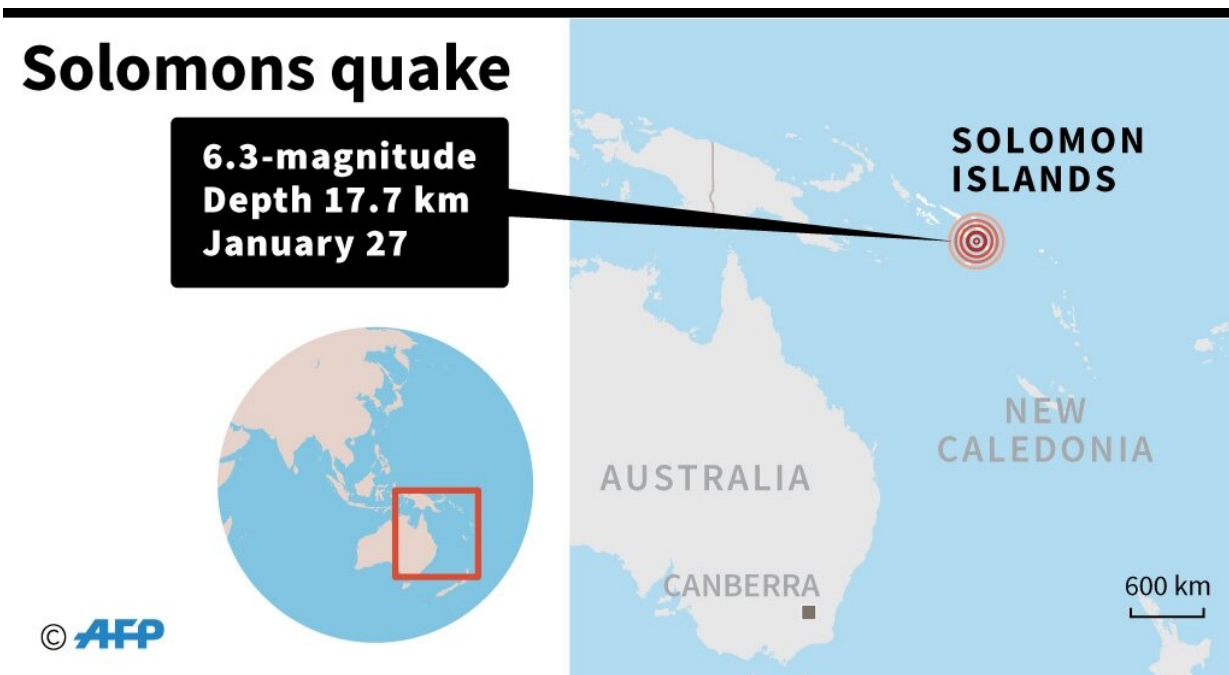 Solomons quake
6.3-magnitude
Depth 17.7 km
January 27
SOLOMON
ISLANDS
NEW
CALEDONIA
AUSTRALIA
CANBERRA
600 km
© AFP